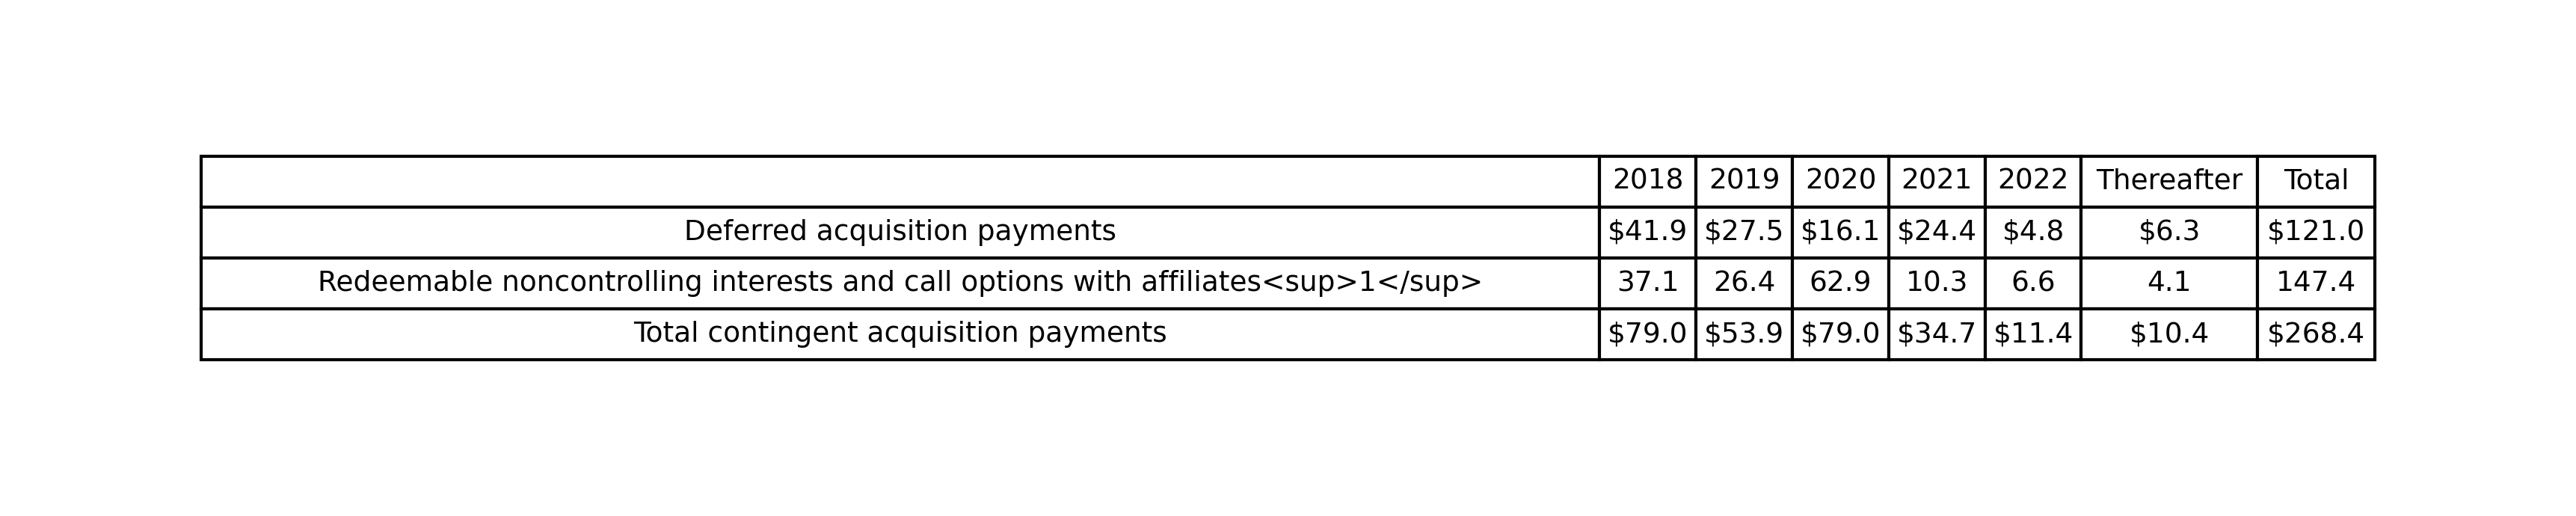 2018 2019 2020 2021 2022 Thereafter Total
Deferred acquisition payments $41.9 $27.5 $16.1 $24.4 $4.8 $6.3 $121.0
Redeemable noncontrolling interests and call options with affiliates<sup>1</sup> 37.1 26.4 62.9 10.3 6.6 4.1 147.4
Total contingent acquisition payments $79.0 $53.9 $79.0 $34.7 $11.4 $10.4 $268.4